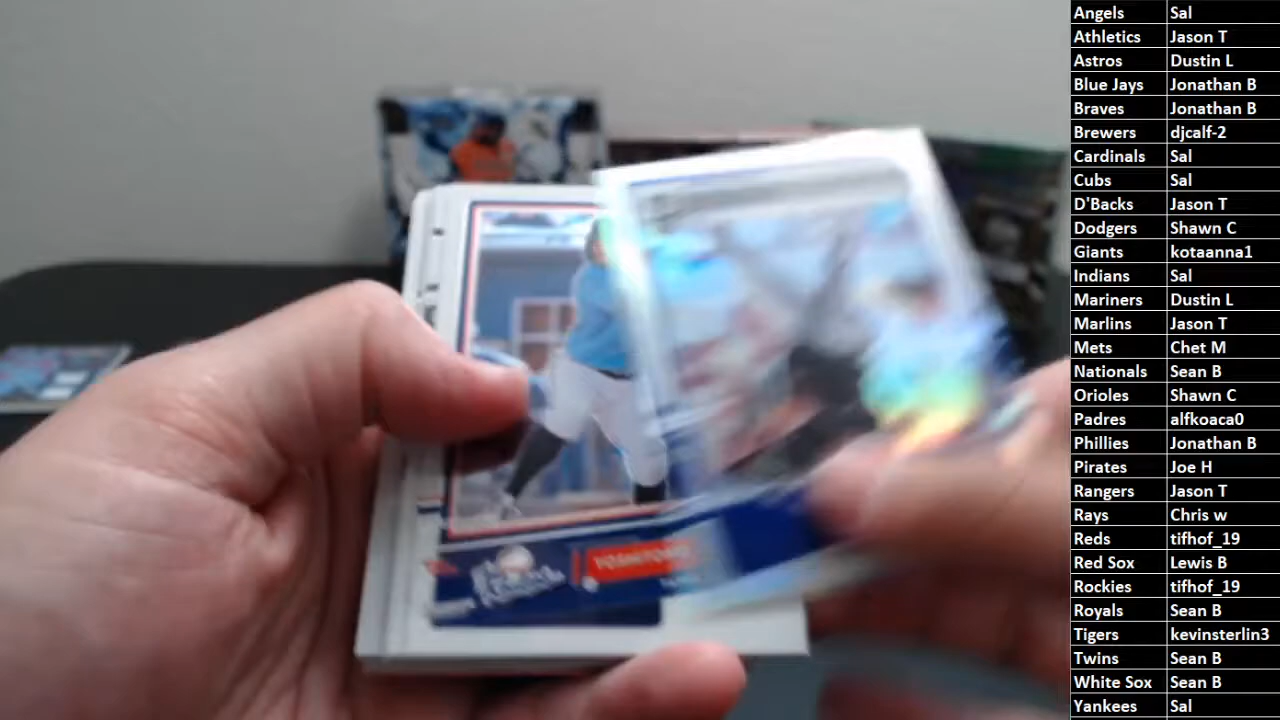 Angels Sal
Athletics Jason T
Astros Dustin L
Blue Jays Jonathan B
Braves Jonathan B
Brewers djcalf-2
Cardinals Sal
Cubs Sal
D'Backs Jason T
Dodgers Shawn C
Giants kotaanna1
Indians Sal
Mariners Dustin L
Marlins Jason T
Mets Chet M
Nationals Sean B
Orioles Shawn C
Padres alfkoaca0
Phillies Jonathan B
Pirates Joe H
Rangers Jason T
Rays Chris w
Reds tifhof_19
Red Sox Lewis B
Rockies tifhof_19
Royals Sean B
Tigers kevinsterlin3
Twins Sean B
White Sox Sean B
Yankees Sal